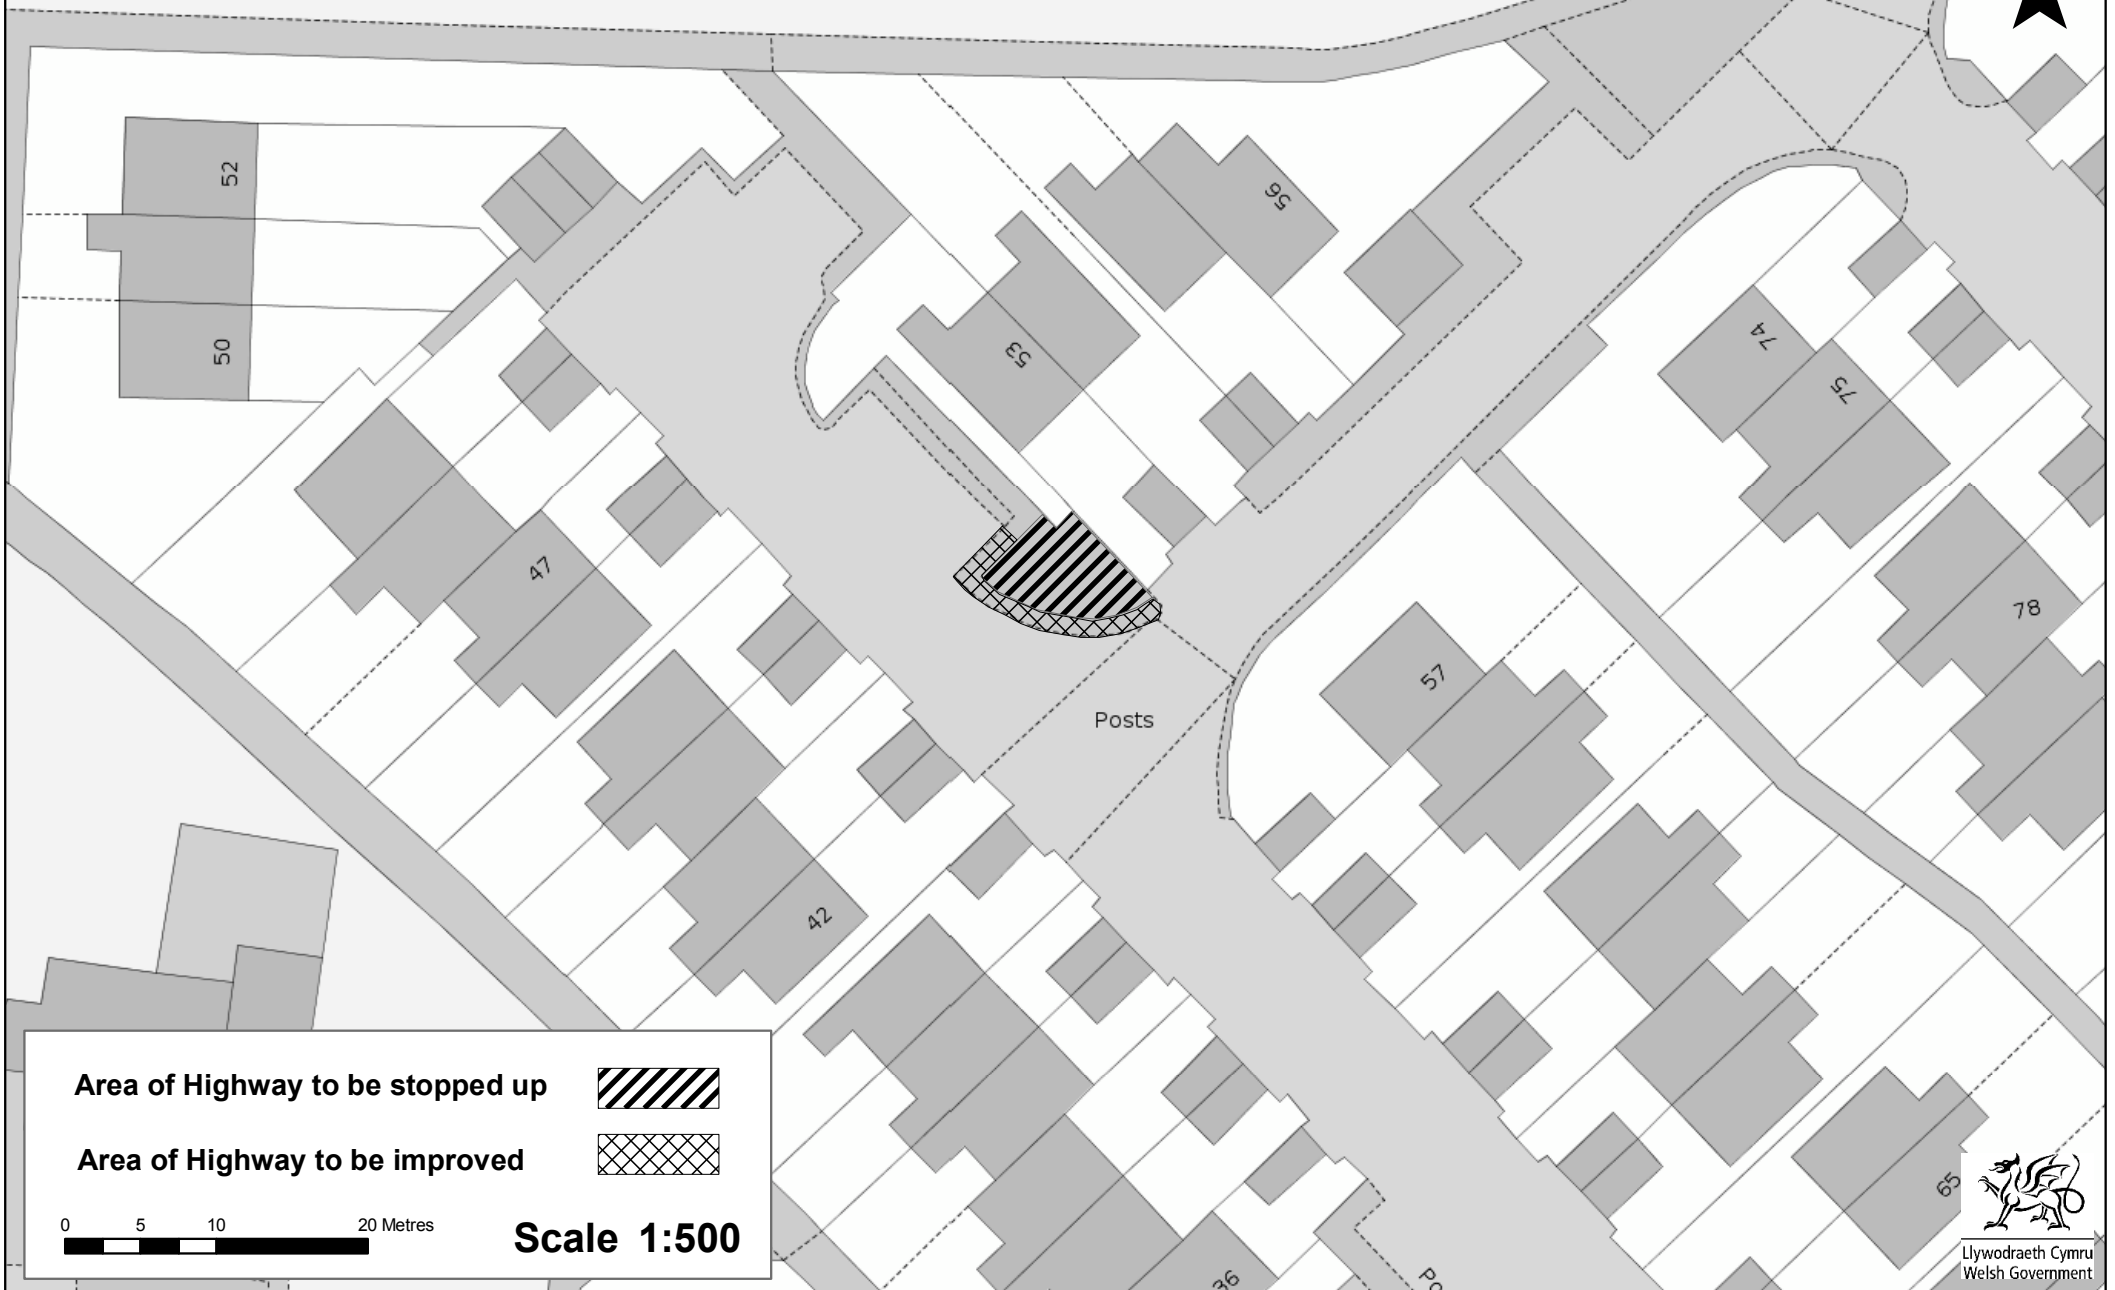 52
56
50
53
74
75
47
78
57
Posts
42
65
36
Po
Area of Highway to be stopped up
Area of Highway to be improved
0 5 10 20 Metres
Scale 1:500
Llywodraeth Cymru
Welsh Government